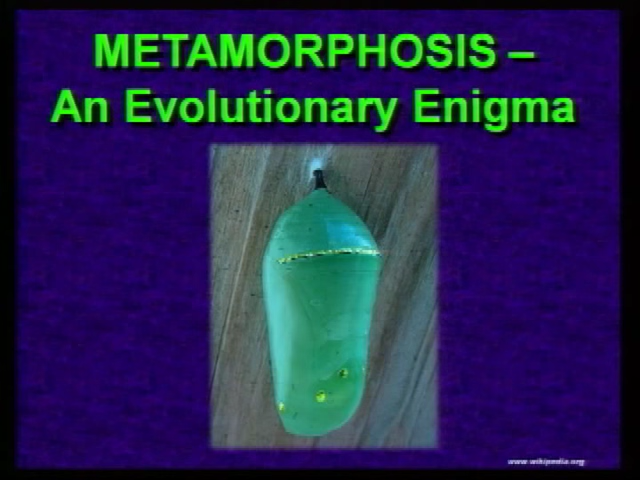 METAMORPHOSIS –
An Evolutionary Enigma
www.wikipedia.org